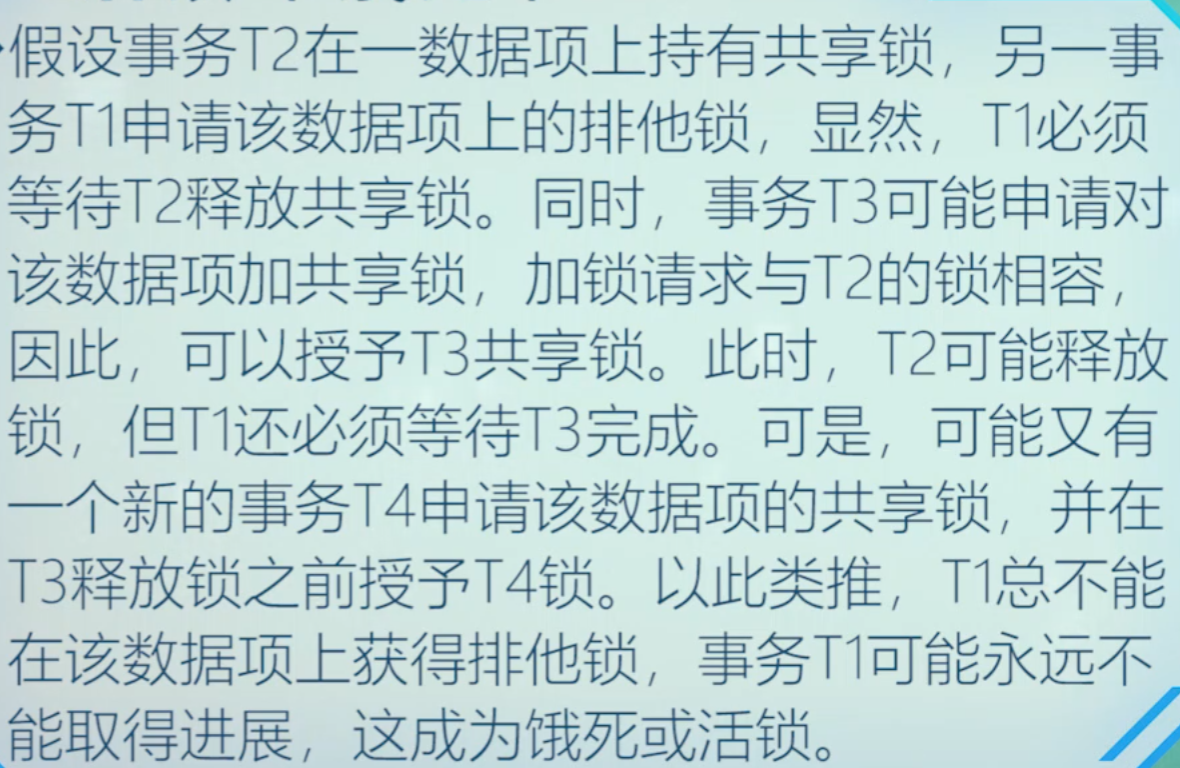 假设事务T2在一数据项上持有共享锁，另一事
务T1申请该数据项上的排他锁，显然，T1必须
等待T2释放共享锁。同时，事务T3可能申请对
该数据项加共享锁，加锁请求与T2的锁相容，
因此，可以授予T3共享锁。此时，T2可能释放
锁，但T1还必须等待T3完成。可是，可能又有
一个新的事务T4申请该数据项的共享锁，并在
T3释放锁之前授予T4锁。以此类推，T1总不能
在该数据项上获得排他锁，事务T1可能永远不
能取得进展，这成为饿死或活锁。